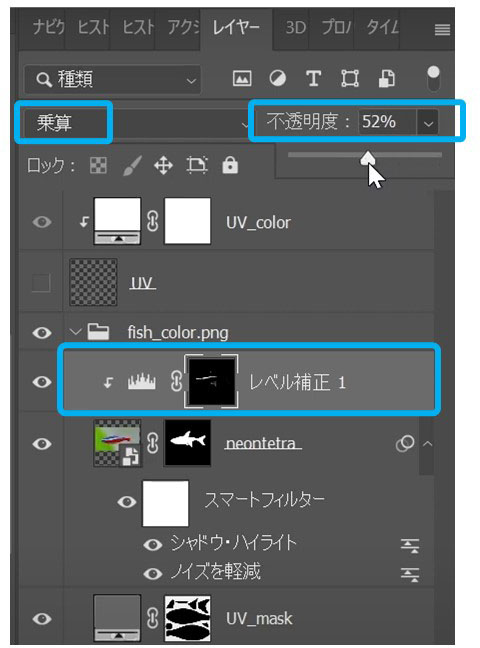 ナビゲ ヒスト ヒスト アクシ レイヤー 3D プロパ タイム
種類
乗算 不透明度： 52%
ロック：
UV_color
UV
fish_color.png
レベル補正 1
neontetra
スマートフィルター
シャドウ・ハイライト
ノイズを軽減
UV_mask